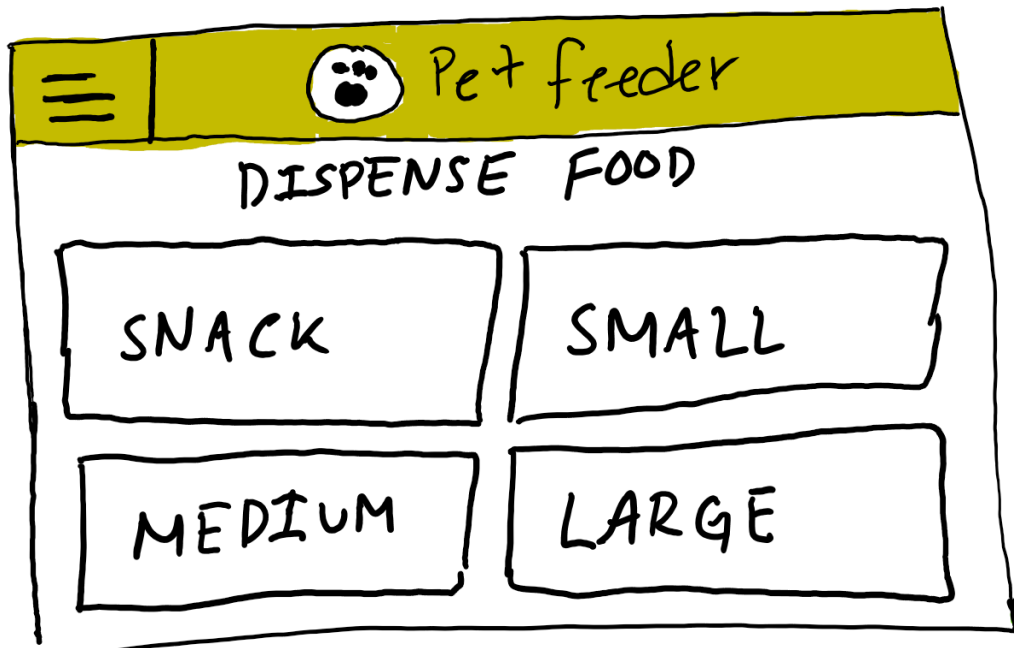 Pet feeder
DISPENSE FOOD
SNACK
SMALL
MEDIUM
LARGE